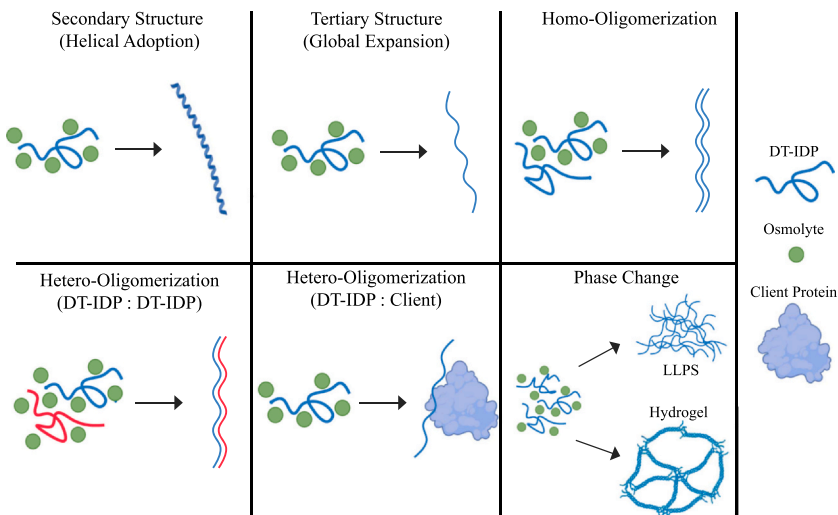 Secondary Structure
(Helical Adoption)
Tertiary Structure
(Global Expansion)
Homo-Oligomerization
DT-IDP
Osmolyte
Client Protein
Hetero-Oligomerization
(DT-IDP : DT-IDP)
Hetero-Oligomerization
(DT-IDP : Client)
Phase Change
LLPS
Hydrogel